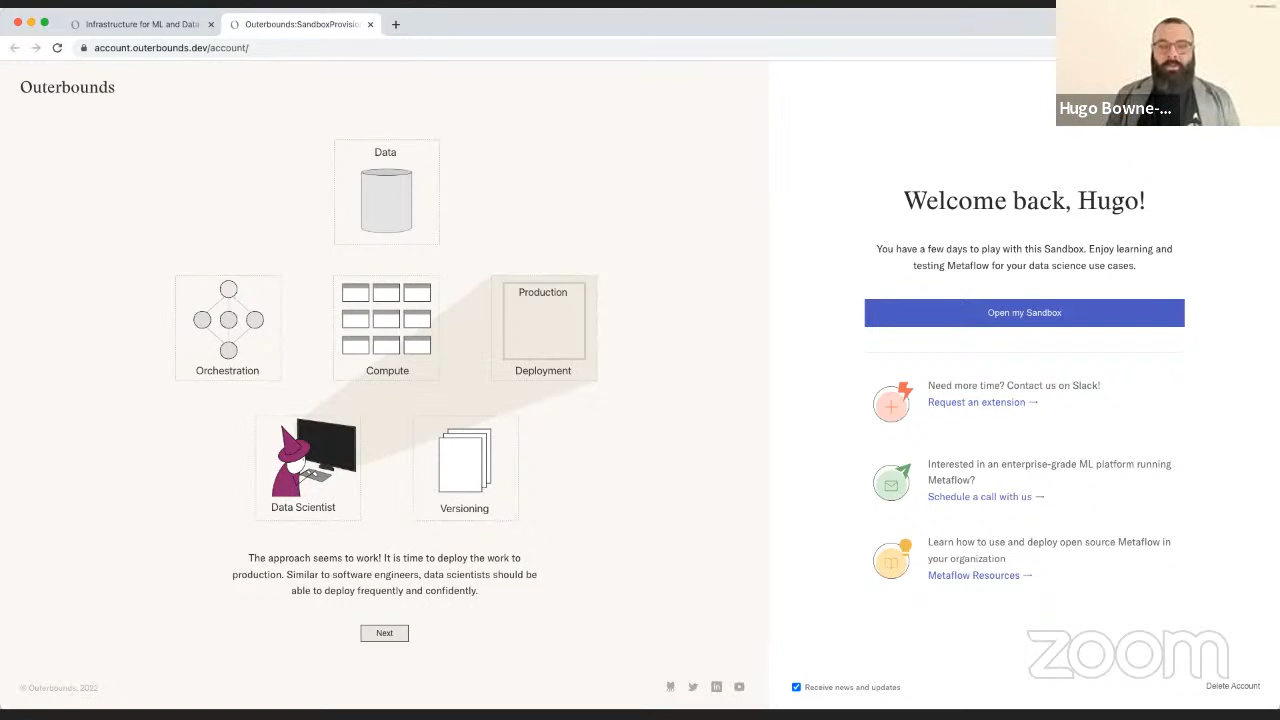 Infrastructure for ML and Data
Outerbounds:SandboxProvisio
account.outerbounds.dev/account/
Hugo Bowne-...
Outerbounds
Data
Orchestration
Compute
Production
Deployment
Data Scientist
Versioning
The approach seems to work! It is time to deploy the work to
production. Similar to software engineers, data scientists should be
able to deploy frequently and confidently.
Next
© Outerbounds, 2022
Welcome back, Hugo!
You have a few days to play with this Sandbox. Enjoy learning and
testing Metaflow for your data science use cases.
Open my Sandbox
Need more time? Contact us on Slack!
Request an extension →
Interested in an enterprise-grade ML platform running
Metaflow?
Schedule a call with us →
Learn how to use and deploy open source Metaflow in
your organization
Metaflow Resources →
zoom
Receive news and updates
Delete Account